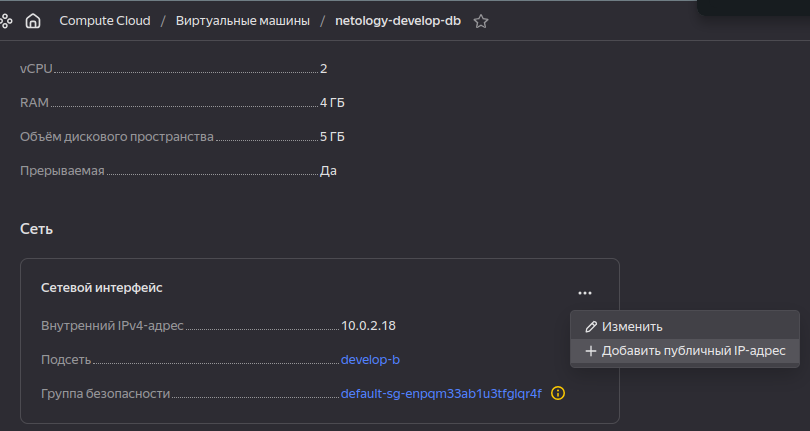 Compute Cloud / Виртуальные машины / netology-develop-db
vCPU 2
RAM 4 ГБ
Объём дискового пространства 5 ГБ
Прерываемая Да
Сеть
Сетевой интерфейс
Внутренний IPv4-адрес 10.0.2.18
Изменить
Добавить публичный IP-адрес
Подсеть develop-b
Группа безопасности default-sg-enpqm33ab1u3tfglqr4f